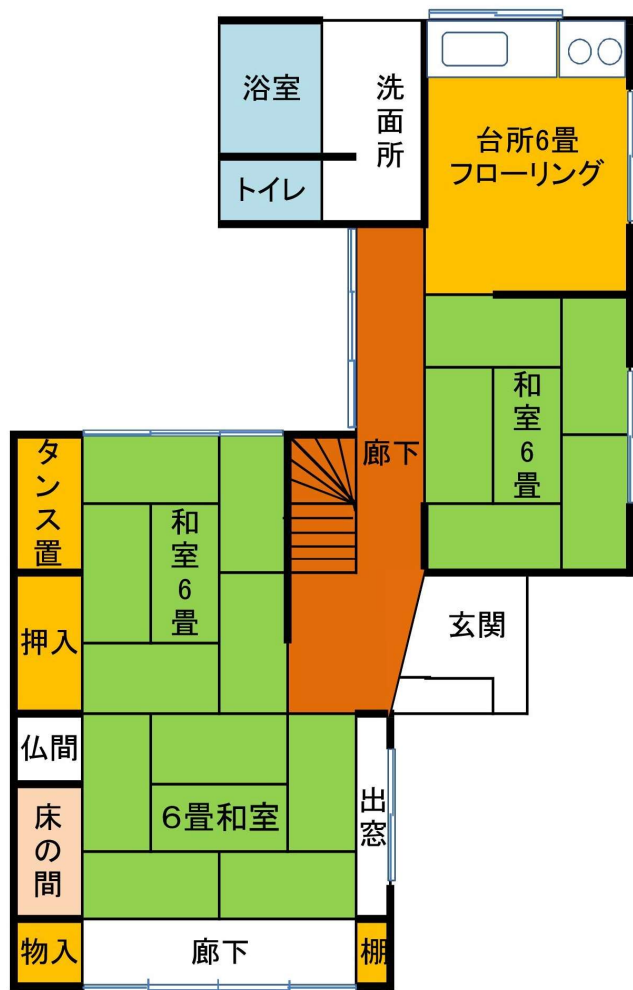 浴室
洗面所
台所6畳
フローリング
トイレ
和室6畳
廊下
タンス置
和室6畳
押入
玄関
仏間
6畳和室
出窓
床の間
物入
廊下
棚